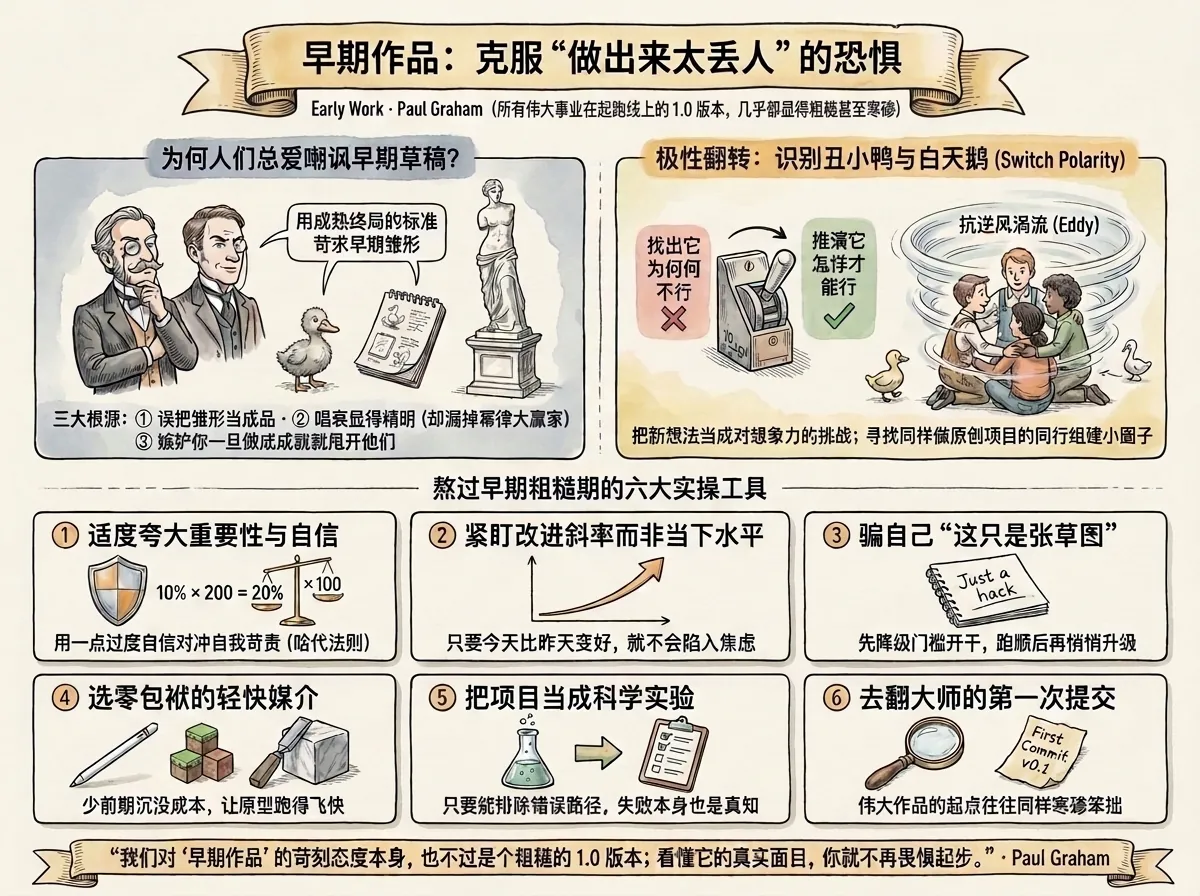 早期作品：克服“做出来太丢人”的恐惧
Early Work · Paul Graham（所有伟大事业在起跑线上的 1.0 版本，几乎都显得粗糙甚至寒碜）
为何人们总爱嘲讽早期草稿？
用成熟终局的标准
苛求早期雏形
三大根源：① 误把雏形当成品 · ② 唱衰显得精明 (却漏掉幂律大赢家)
③ 嫉妒你一旦做成成就就甩开他们
极性翻转：识别丑小鸭与白天鹅 (Switch Polarity)
找出它
为何何
不行
推演它
怎样才
能行
抗逆风涡流 (Eddy)
把新想法当成对想象力的挑战；寻找同样做原创项目的同行组建小圈子
熬过早期粗糙期的六大实操工具
① 适度夸大重要性与自信
10% × 200 = 20%
×100
用一点过度自信对冲自我苛责 (哈代法则)
② 紧盯改进斜率而非当下水平
只要今天比昨天变好，就不会陷入焦虑
③ 骗自己“这只是张草图”
Just a
hack
先降级门槛开干，跑顺后再悄悄升级
④ 选零包袱的轻快媒介
少前期沉没成本，让原型跑得飞快
⑤ 把项目当成科学实验
只要能排除错误路径，失败本身也是真知
⑥ 去翻大师的第一次提交
First
Commit
v0.1
伟大作品的起点往往同样寒碜笨拙
“我们对‘早期作品’的苛刻态度本身，也不过是个粗糙的 1.0 版本；看懂它的真实面目，你就不再畏惧起步。” · Paul Graham